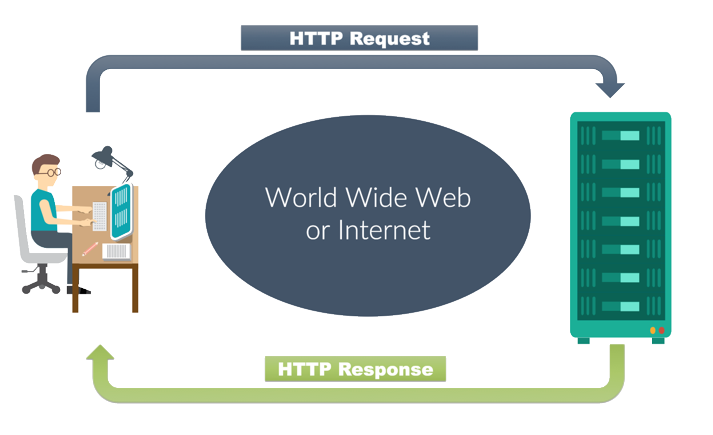 HTTP Request
World Wide Web
or Internet
HTTP Response